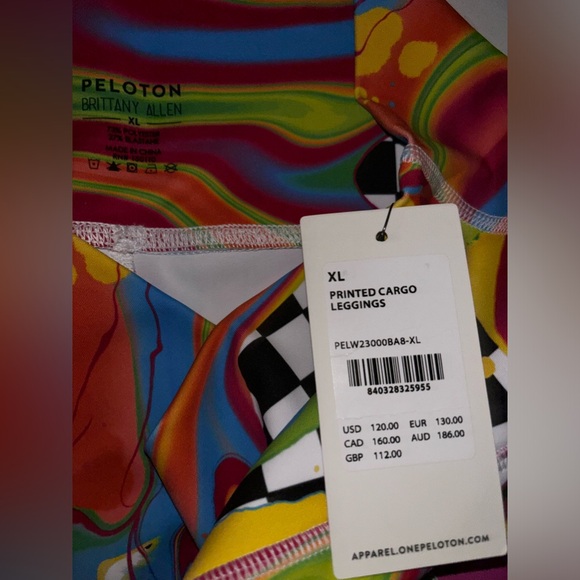 PELOTON
BRITTANY ALLEN
XL
MADE IN CHINA
XL
PRINTED CARGO
LEGGINGS
PELW23000BA8-XL
840328325955
USD 120.00 EUR 130.00
CAD 160.00 AUD 186.00
GBP 112.00
APPAREL.ONEPELOTON.COM